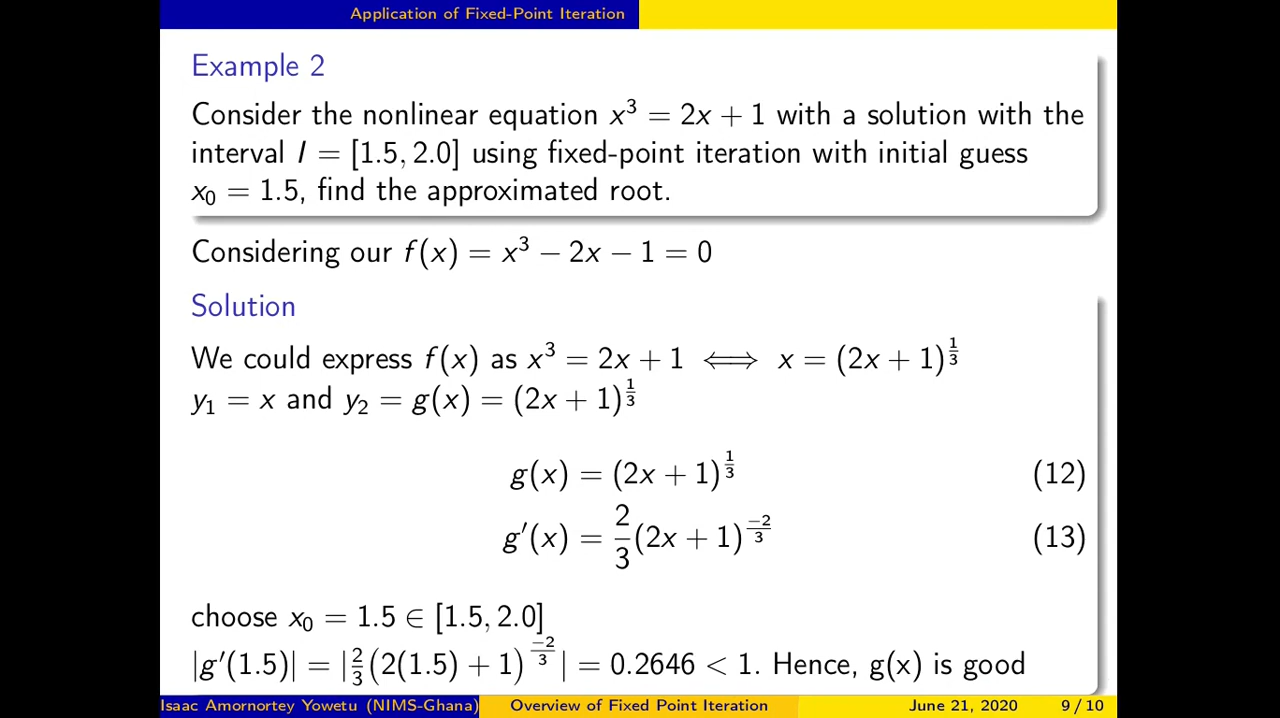 Application of Fixed-Point Iteration
Example 2
Consider the nonlinear equation x³ = 2x + 1 with a solution with the
interval I = [1.5, 2.0] using fixed-point iteration with initial guess
x₀ = 1.5, find the approximated root.
Considering our f(x) = x³ − 2x − 1 = 0
Solution
We could express f(x) as x³ = 2x + 1 ⟺ x = (2x + 1)^{1/3}
y₁ = x and y₂ = g(x) = (2x + 1)^{1/3}
g(x) = (2x + 1)^{1/3} (12)
g′(x) = 2/3 (2x + 1)^{−2/3} (13)
choose x₀ = 1.5 ∈ [1.5, 2.0]
|g′(1.5)| = |2/3 (2(1.5) + 1)^{−2/3}| = 0.2646 < 1. Hence, g(x) is good
Isaac Amornortey Yowetu (NIMS-Ghana) Overview of Fixed Point Iteration June 21, 2020 9 / 10